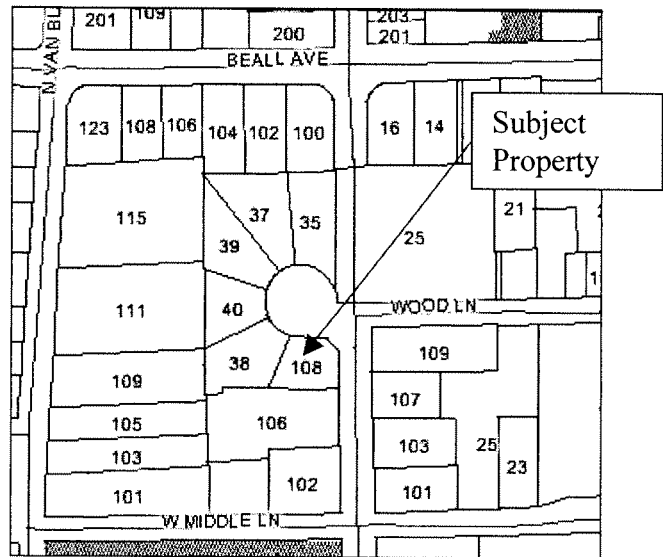 201 109 200 203
201
N VAN BL
BEALL AVE
123 108 106 104 102 100 16 14
Subject
Property
115 37 35 21
39 25
111 40 WOOD LN
109
38 108
109 107
105 106 103 25
103 23
101 102 101
W MIDDLE LN